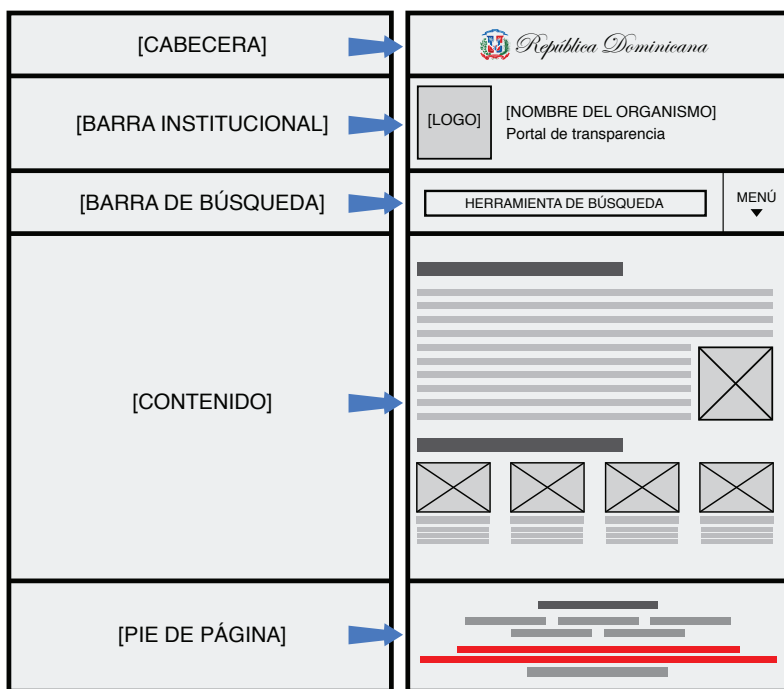 [CABECERA]
República Dominicana
[BARRA INSTITUCIONAL]
[LOGO]
[NOMBRE DEL ORGANISMO]
Portal de transparencia
[BARRA DE BÚSQUEDA]
HERRAMIENTA DE BÚSQUEDA
MENÚ
[CONTENIDO]
[PIE DE PÁGINA]